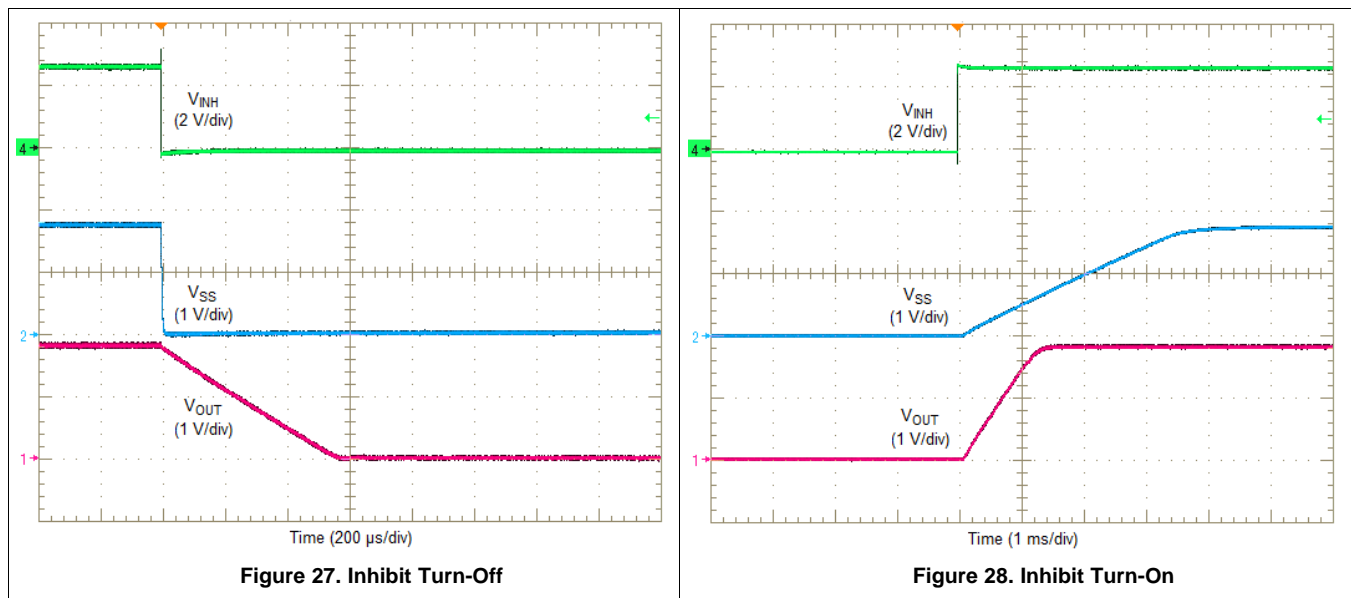 V_INH
(2 V/div)
4
V_SS
(1 V/div)
2
V_OUT
(1 V/div)
1
Time (200 µs/div)
Figure 27. Inhibit Turn-Off
V_INH
(2 V/div)
4
V_SS
(1 V/div)
2
V_OUT
(1 V/div)
1
Time (1 ms/div)
Figure 28. Inhibit Turn-On